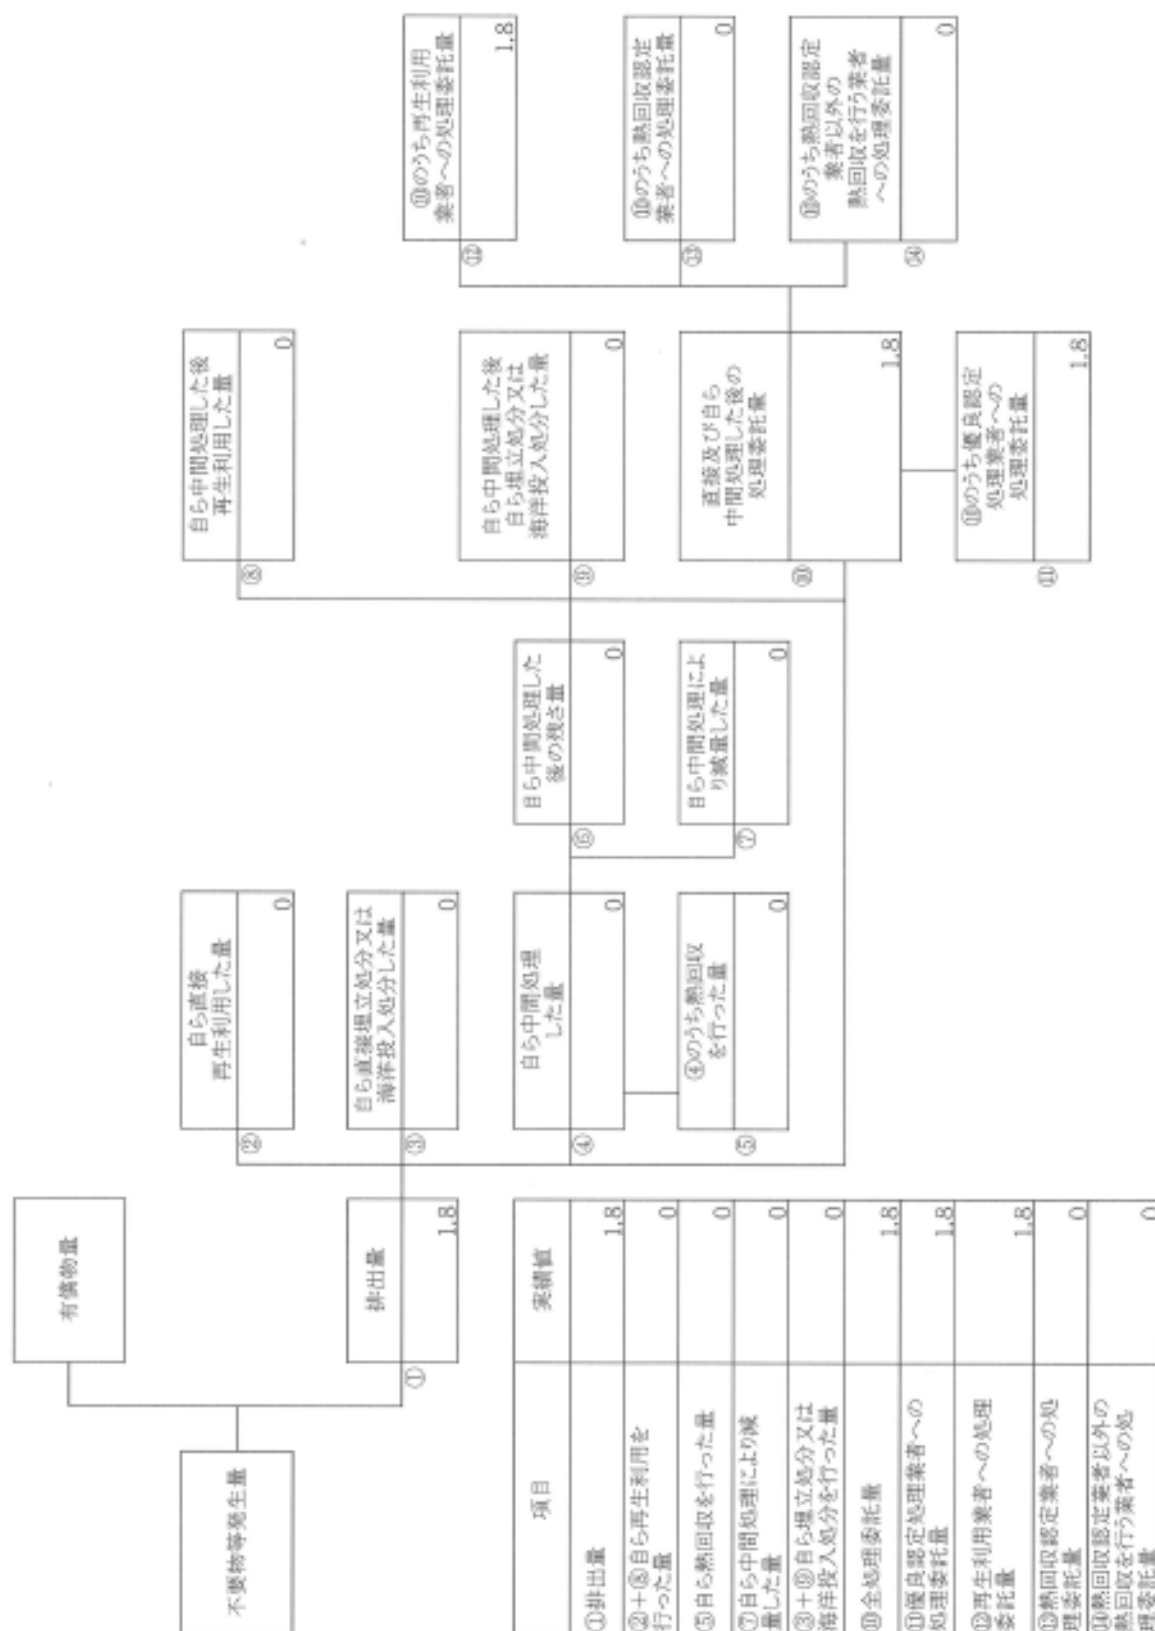 不要物等発生量
有償物量
①
排出量
1.8
②
自ら直接
再生利用した量
0
③
自ら直接埋立処分又は
海洋投入処分した量
0
④
自ら中間処理
した量
0
⑤
④のうち熱回収
を行った量
0
⑥
自ら中間処理した
後の残さ量
0
⑦
自ら中間処理によ
り減量した量
0
⑧
自ら中間処理した後
再生利用した量
0
⑨
自ら中間処理した後
自ら埋立処分又は
海洋投入処分した量
0
⑩
直接及び自ら
中間処理した後の
処理委託量
1.8
⑪
⑩のうち優良認定
処理業者への
処理委託量
1.8
⑫
⑩のうち再生利用
業者への処理委託量
1.8
⑬
⑩のうち熱回収認定
業者への処理委託量
0
⑭
⑩のうち熱回収認定
業者以外の
熱回収を行う業者
への処理委託量
0
項目 実績値
①排出量 1.8
②+⑧自ら再生利用を
行った量 0
⑤自ら熱回収を行った量 0
⑦自ら中間処理により減
量した量 0
③+⑨自ら埋立処分又は
海洋投入処分を行った量 0
⑩全処理委託量 1.8
⑪優良認定処理業者への
処理委託量 1.8
⑫再生利用業者への処理
委託量 1.8
⑬熱回収認定業者への処
理委託量 0
⑭熱回収認定業者以外の
熱回収を行う業者への処
理委託量 0